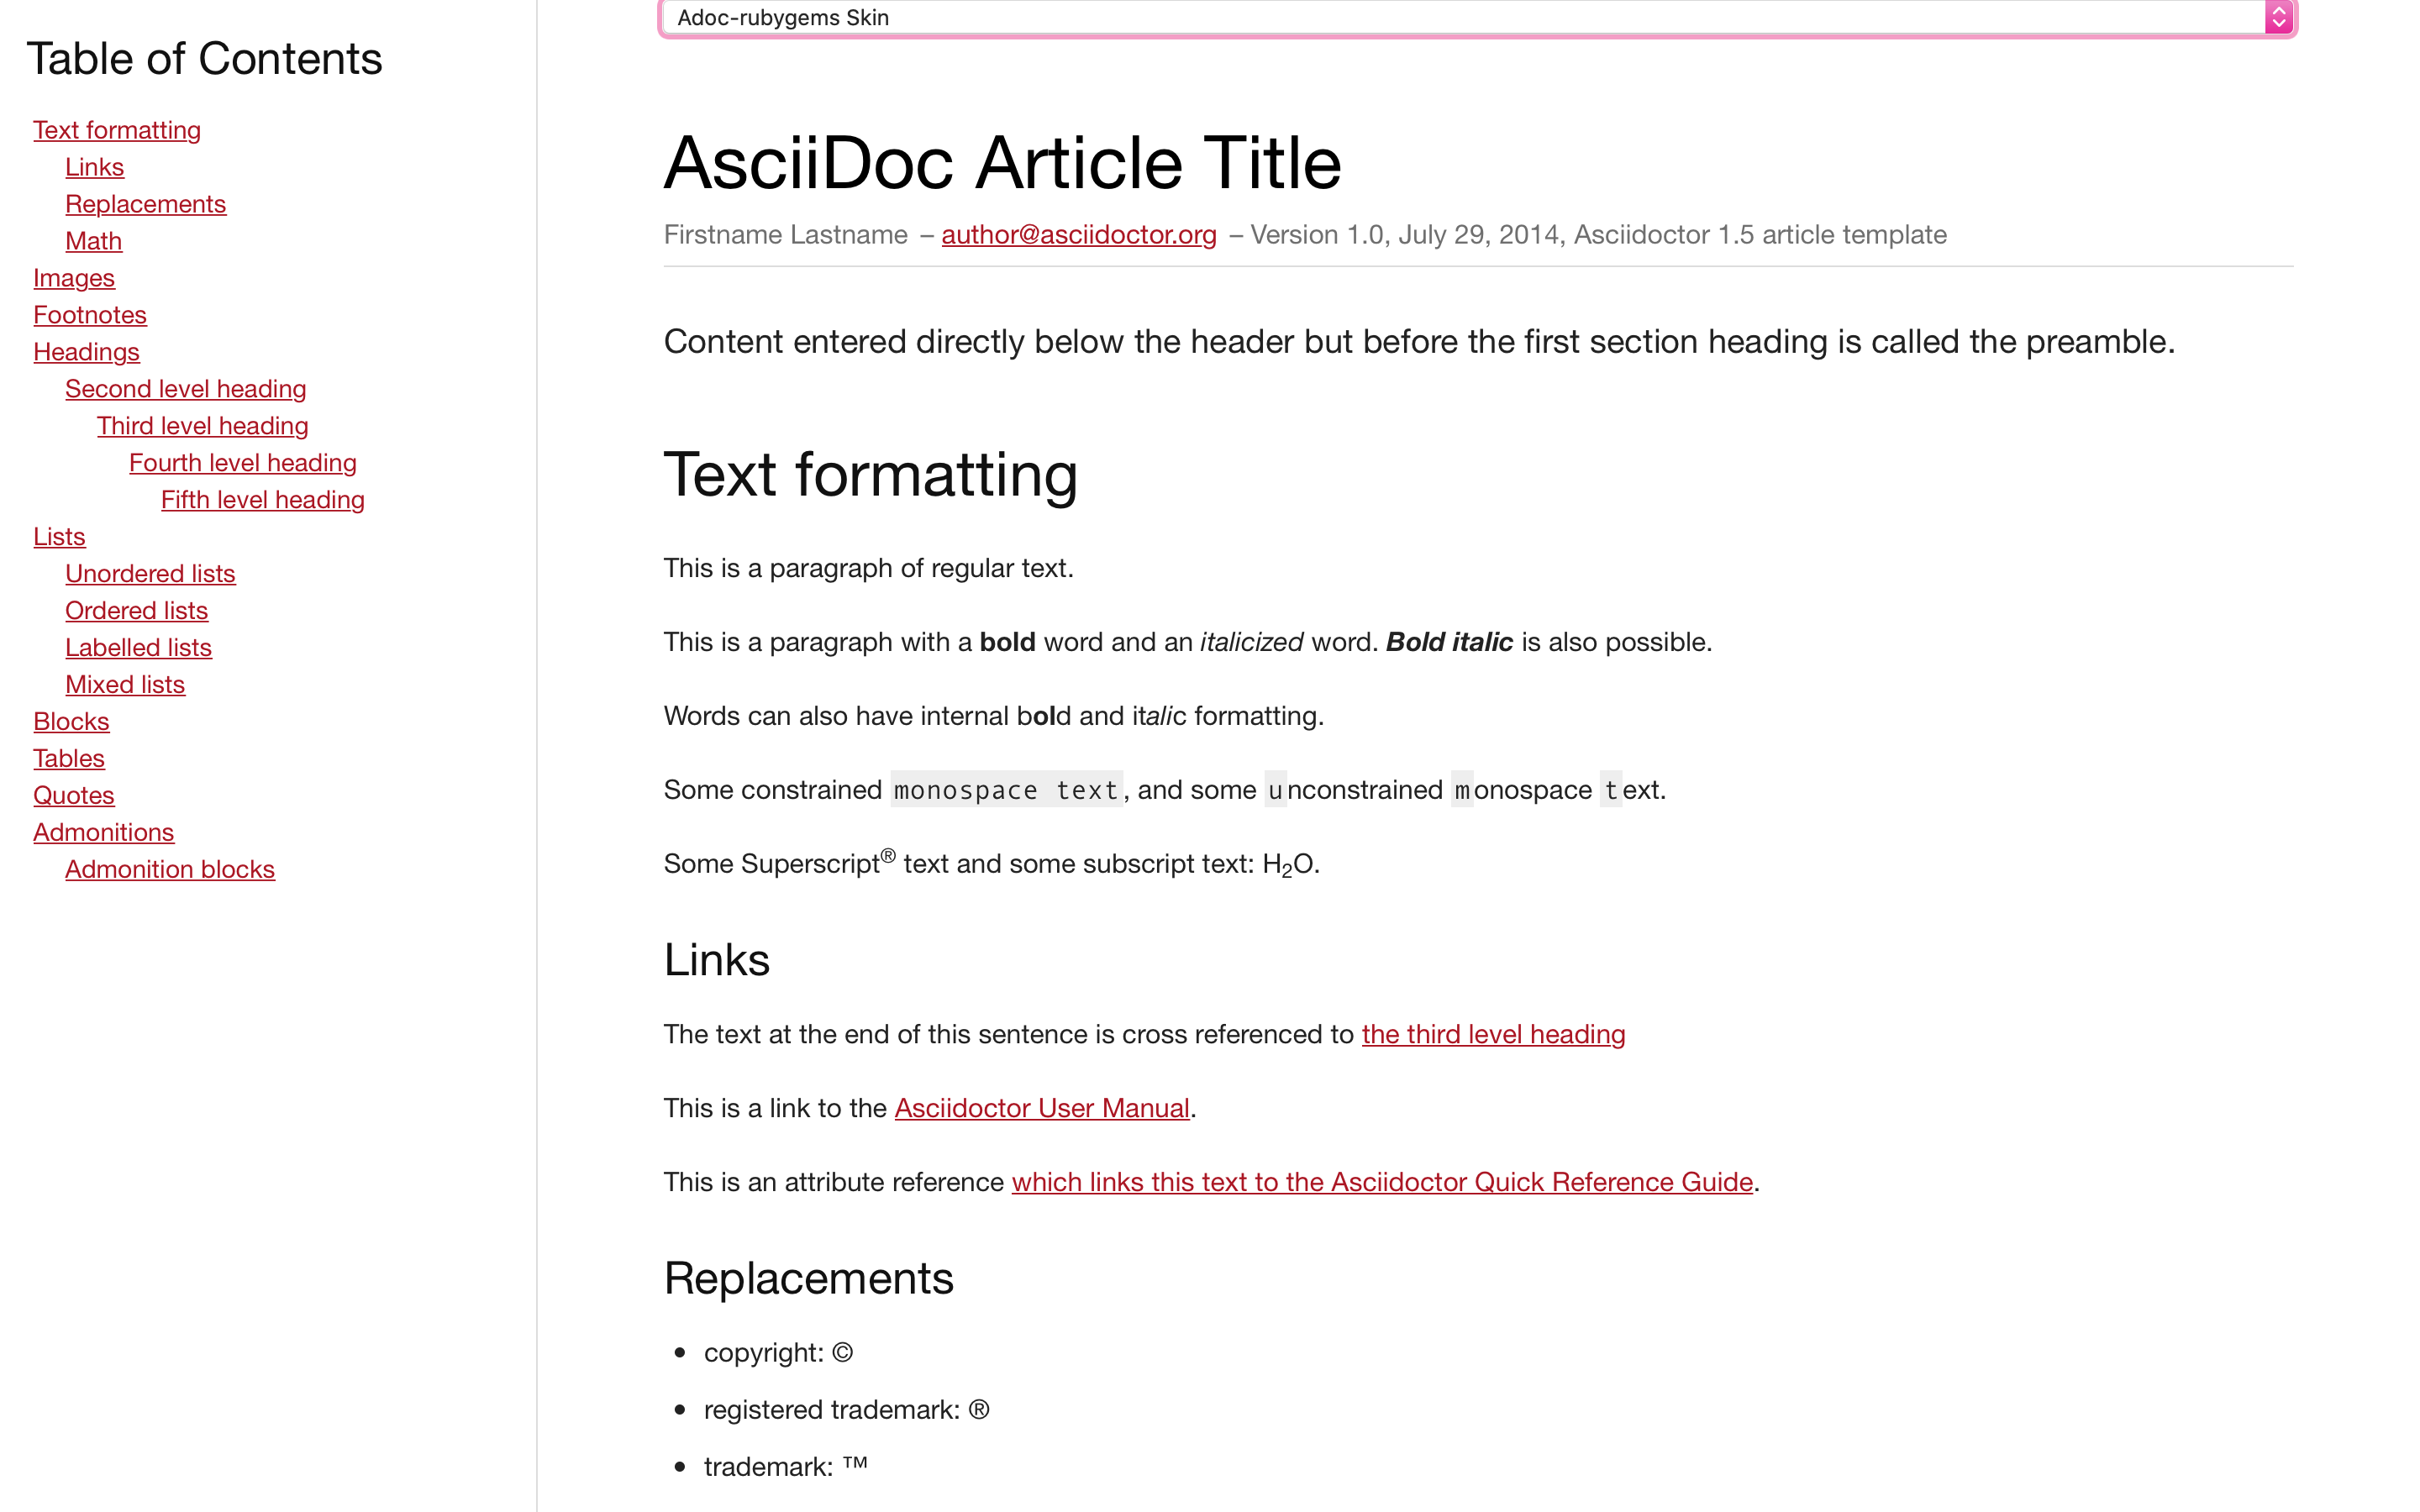 Adoc-rubygems Skin
Table of Contents
Text formatting
Links
Replacements
Math
Images
Footnotes
Headings
Second level heading
Third level heading
Fourth level heading
Fifth level heading
Lists
Unordered lists
Ordered lists
Labelled lists
Mixed lists
Blocks
Tables
Quotes
Admonitions
Admonition blocks
AsciiDoc Article Title
Firstname Lastname – author@asciidoctor.org – Version 1.0, July 29, 2014, Asciidoctor 1.5 article template
Content entered directly below the header but before the first section heading is called the preamble.
Text formatting
This is a paragraph of regular text.
This is a paragraph with a bold word and an italicized word. Bold italic is also possible.
Words can also have internal bold and italic formatting.
Some constrained monospace text, and some unconstrained monospace text.
Some Superscript® text and some subscript text: H₂O.
Links
The text at the end of this sentence is cross referenced to the third level heading
This is a link to the Asciidoctor User Manual.
This is an attribute reference which links this text to the Asciidoctor Quick Reference Guide.
Replacements
• copyright: ©
• registered trademark: ®
• trademark: ™